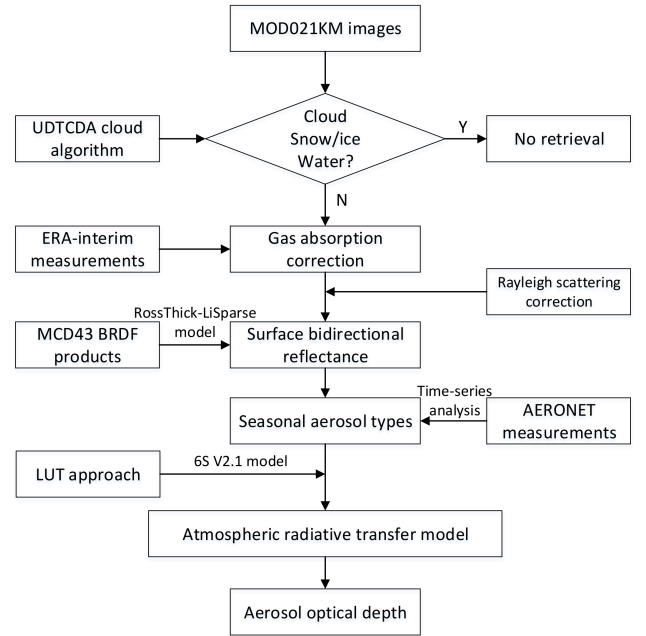 MOD021KM images
Cloud
Snow/ice
Water?
UDTCDA cloud
algorithm
Y
No retrieval
N
ERA-interim
measurements
Gas absorption
correction
Rayleigh scattering
correction
RossThick-LiSparse
model
MCD43 BRDF
products
Surface bidirectional
reflectance
Time-series
analysis
Seasonal aerosol types
AERONET
measurements
LUT approach
6S V2.1 model
Atmospheric radiative transfer model
Aerosol optical depth